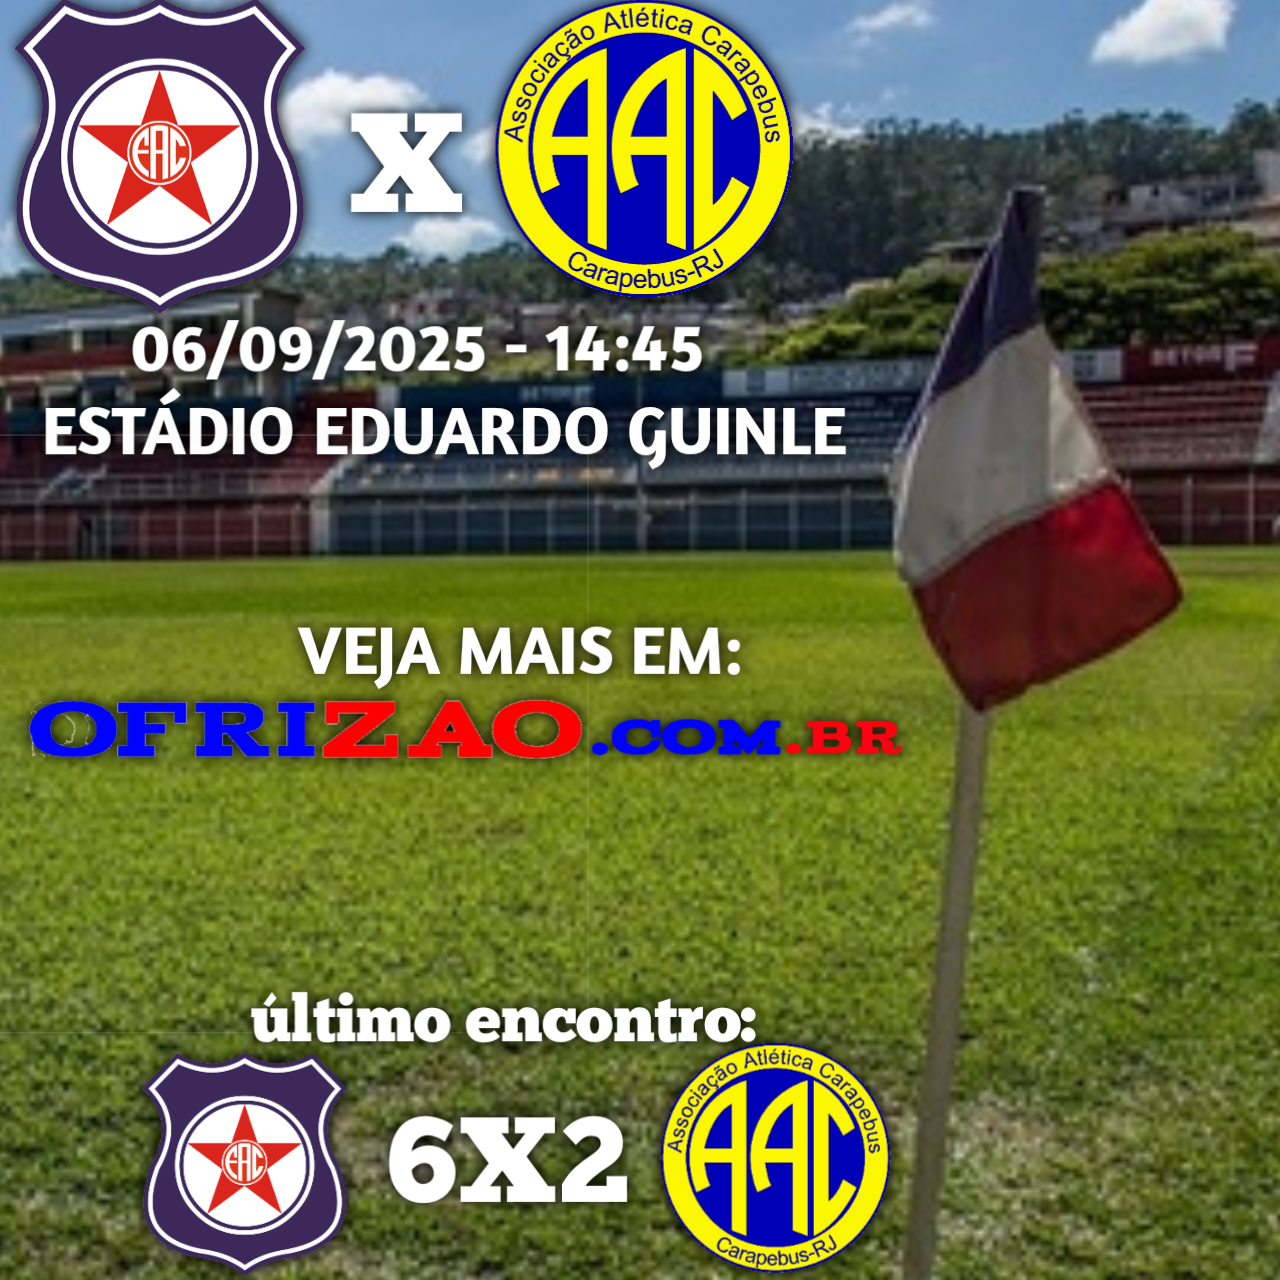 FAC
X
Associação Atlética Carapebus
AAC
Carapebus-RJ
06/09/2025 - 14:45
ESTÁDIO EDUARDO GUINLE
VEJA MAIS EM:
OFRIZAO.COM.BR
último encontro:
FAC
6X2
Associação Atlética Carapebus
AAC
Carapebus-RJ